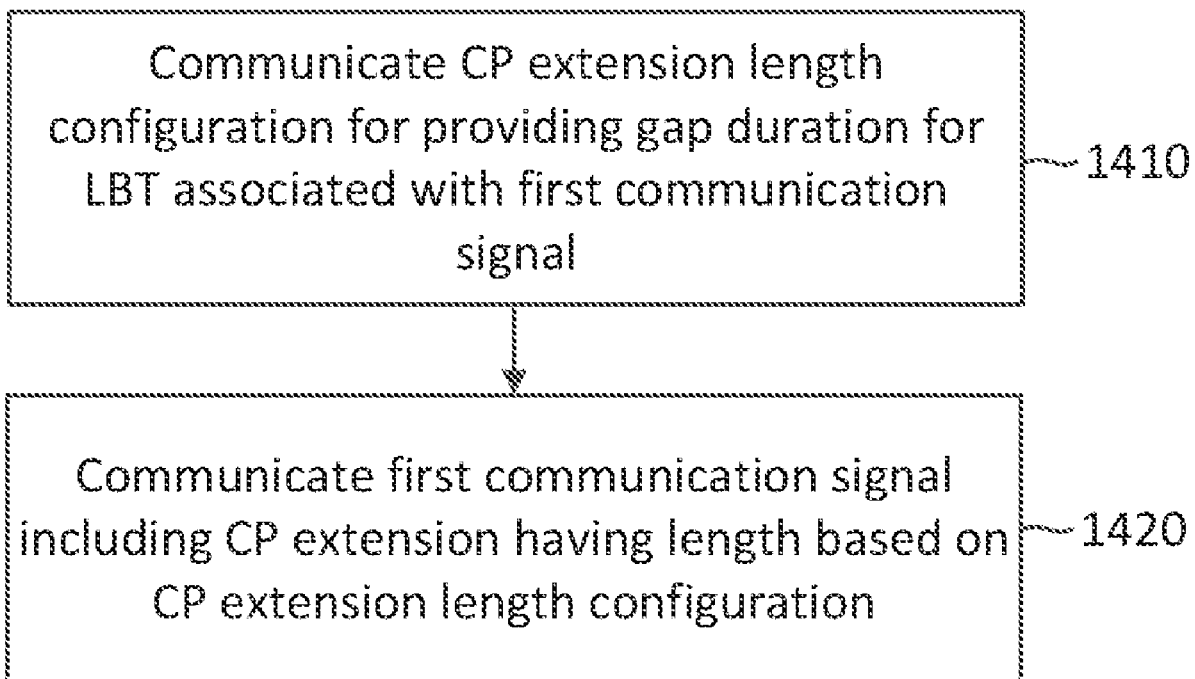 Communicate CP extension length
configuration for providing gap duration for
LBT associated with first communication
signal
1410
Communicate first communication signal
including CP extension having length based on
CP extension length configuration
1420